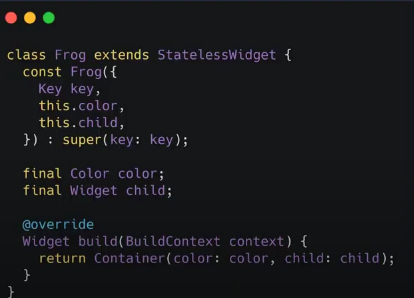 class Frog extends StatelessWidget {
  const Frog({
    Key key,
    this.color,
    this.child,
  }) : super(key: key);

  final Color color;
  final Widget child;

  @override
  Widget build(BuildContext context) {
    return Container(color: color, child: child);
  }
}